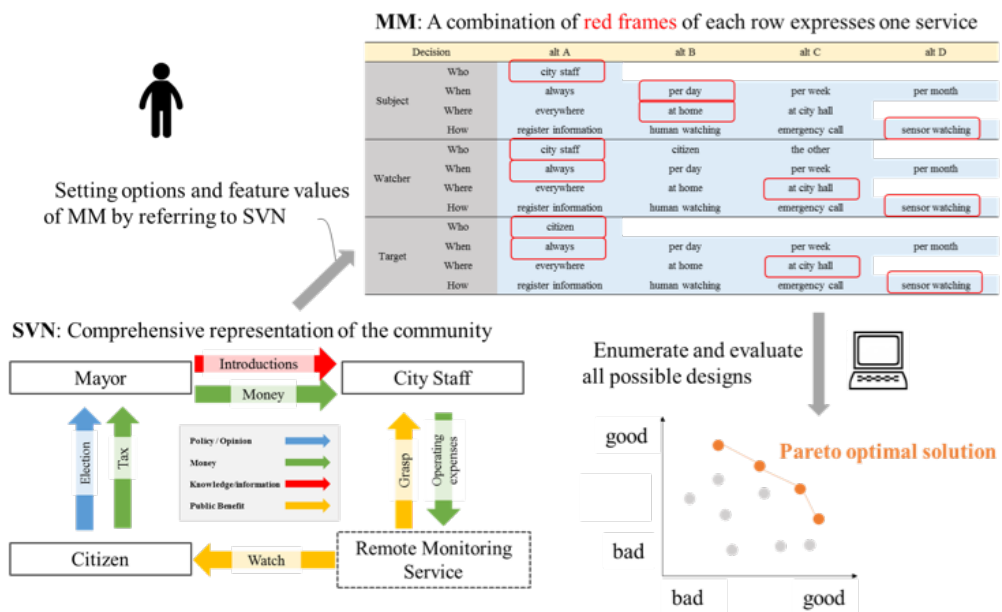 MM: A combination of red frames of each row expresses one service
Decision alt A alt B alt C alt D
Subject
Who city staff
When always per day per week per month
Where everywhere at home at city hall
How register information human watching emergency call sensor watching
Watcher
Who city staff citizen the other
When always per day per week per month
Where everywhere at home at city hall
How register information human watching emergency call sensor watching
Target
Who citizen
When always per day per week per month
Where everywhere at home at city hall
How register information human watching emergency call sensor watching
Setting options and feature values
of MM by referring to SVN
SVN: Comprehensive representation of the community
Mayor
Introductions
Money
City Staff
Election
Tax
Policy / Opinion
Money
Knowledge/information
Public Benefit
Grasp
Operating
expenses
Citizen
Watch
Remote Monitoring
Service
Enumerate and evaluate
all possible designs
good
Pareto optimal solution
bad
bad good